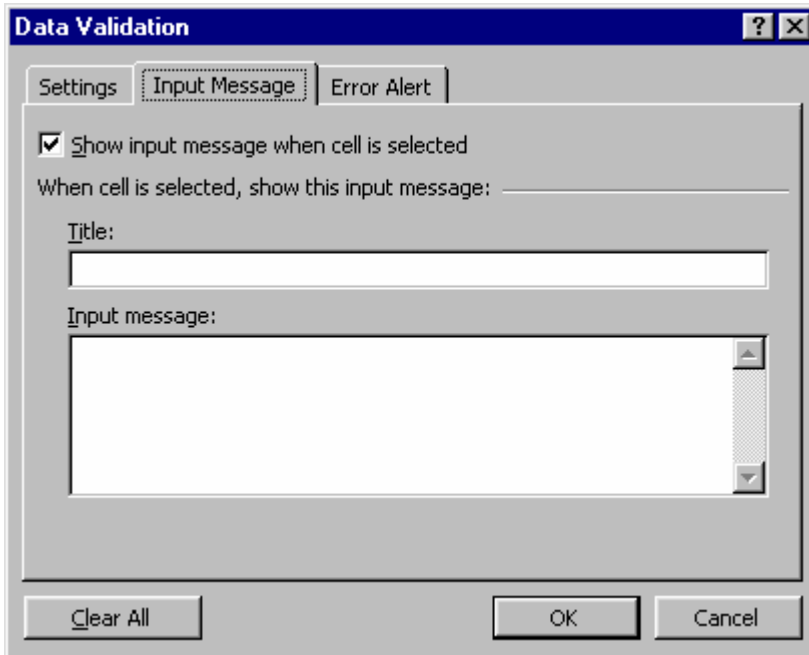 Data Validation
Settings Input Message Error Alert
Show input message when cell is selected
When cell is selected, show this input message:
Title:
Input message:
Clear All OK Cancel